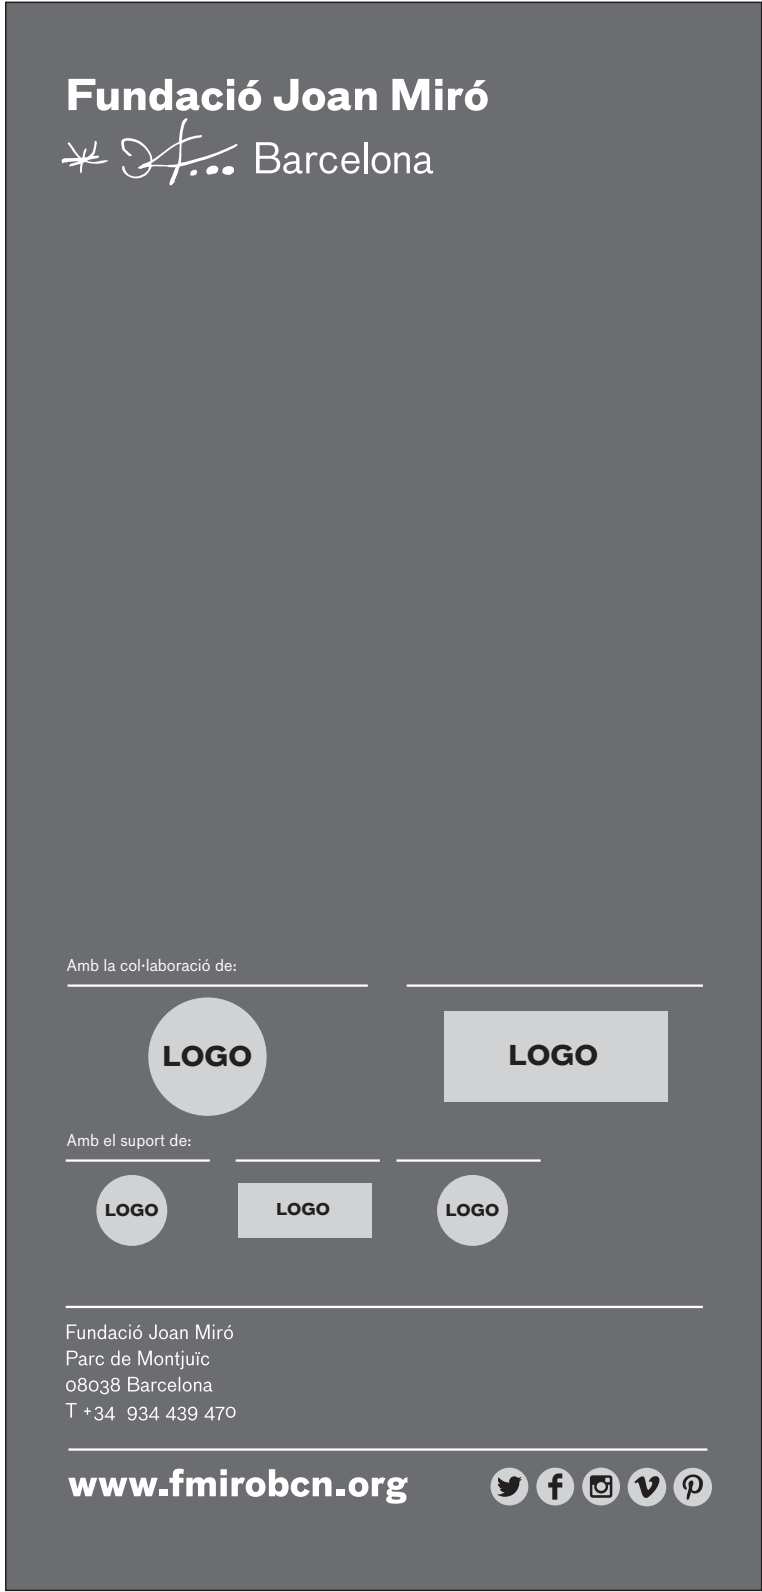 Fundació Joan Miró
Barcelona
Amb la col·laboració de:
LOGO
LOGO
Amb el suport de:
LOGO
LOGO
LOGO
Fundació Joan Miró
Parc de Montjuïc
08038 Barcelona
T +34 934 439 470
www.fmirobcn.org